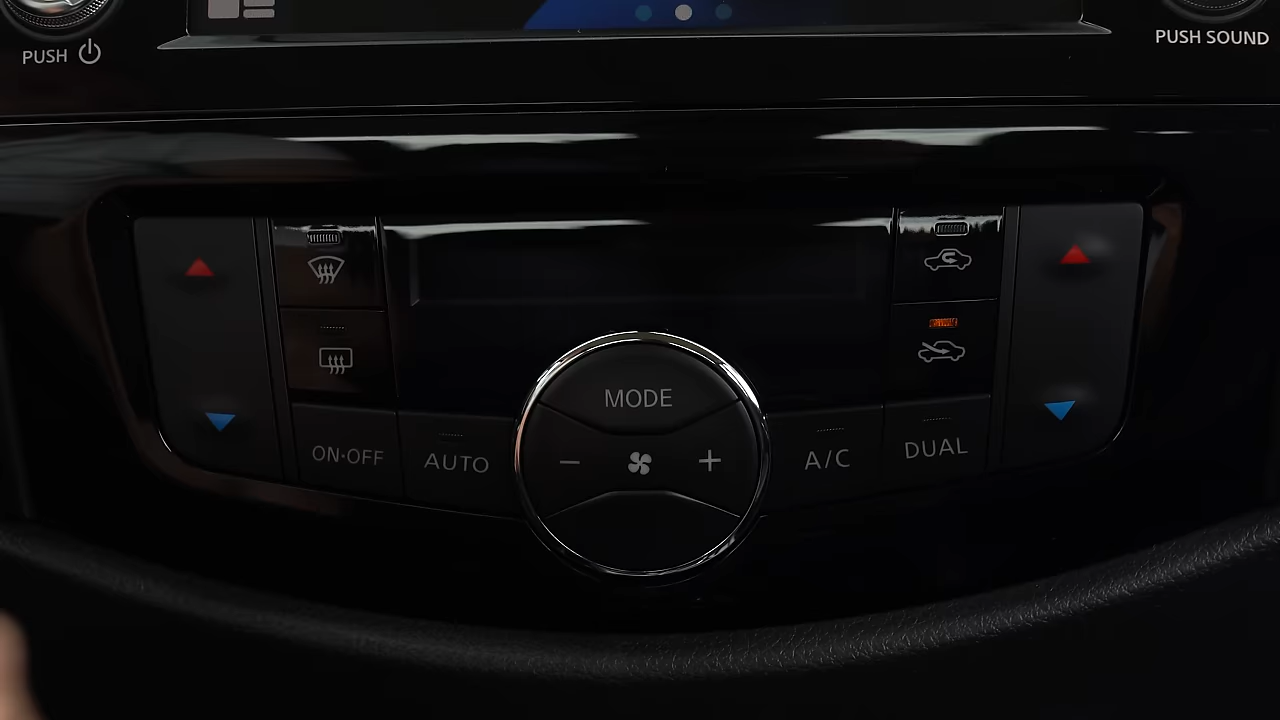 PUSH
PUSH SOUND
MODE
ON·OFF
AUTO
A/C
DUAL
− +